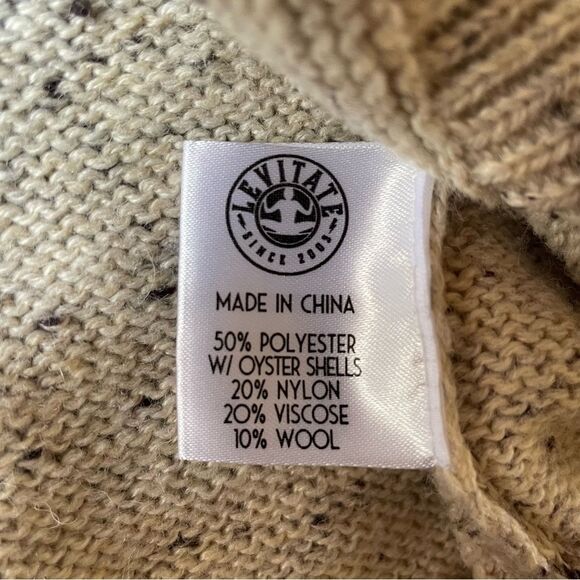 LEVITATE
SINCE 2003
MADE IN CHINA
50% POLYESTER
W/ OYSTER SHELLS
20% NYLON
20% VISCOSE
10% WOOL